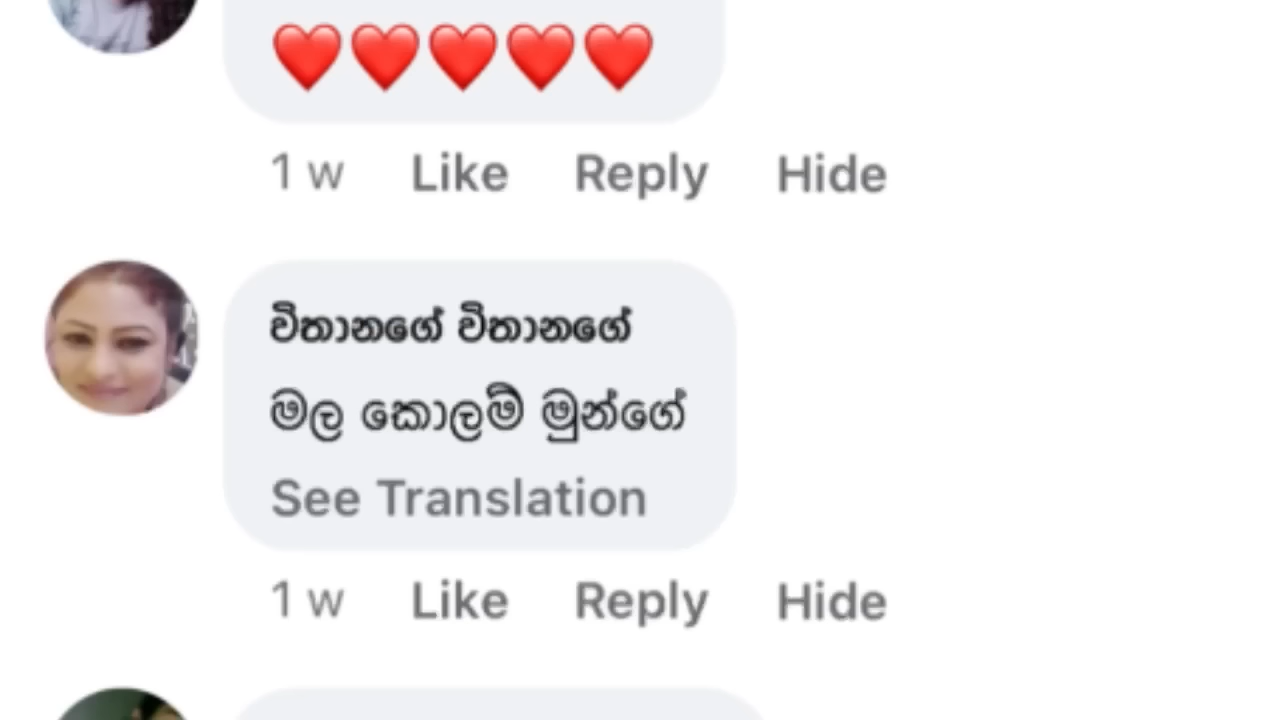 ❤️❤️❤️❤️❤️
1 w Like Reply Hide
විතානගේ විතානගේ
මල කොලම් මුන්ගේ
See Translation
1 w Like Reply Hide